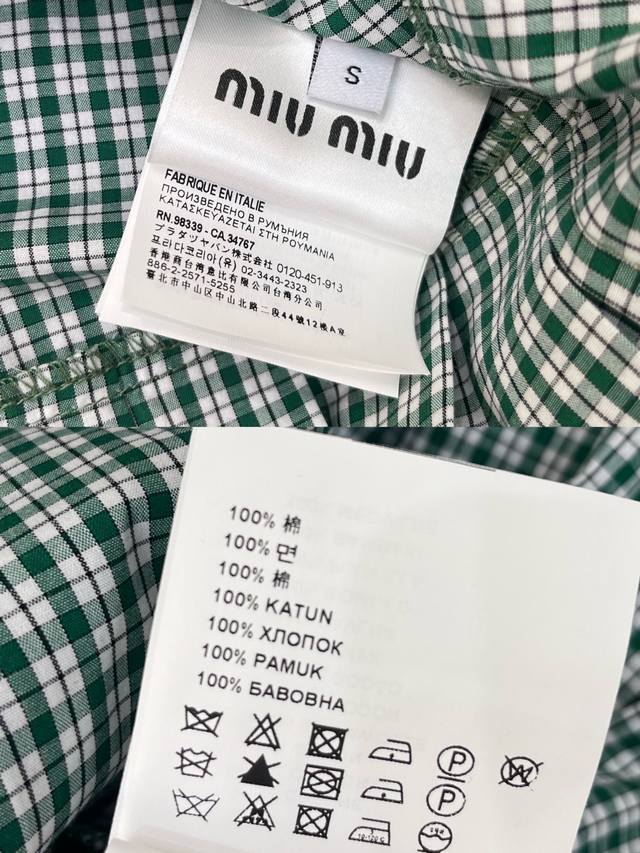 S
MIU MIU
FABRIQUE EN ITALIE
ПРОИЗВЕДЕНО В РУМЪНИЯ
ΚΑΤΑΣΚΕΥΑΖΕΤΑΙ ΣΤΗ ΡΟΥΜΑΝΙΑ
RN.98339 - CA.34767
プラダジャパン株式会社 0120-451-913
프라다코리아(유) 02-3443-2323
香港商台灣意比有限公司台灣分公司
886-2-2571-5255
臺北市中山区中山北路二段44號12樓A室
100% 棉
100% 면
100% 棉
100% KATUN
100% ХЛОПОК
100% PAMUK
100% БАВОВНА
P
W
P